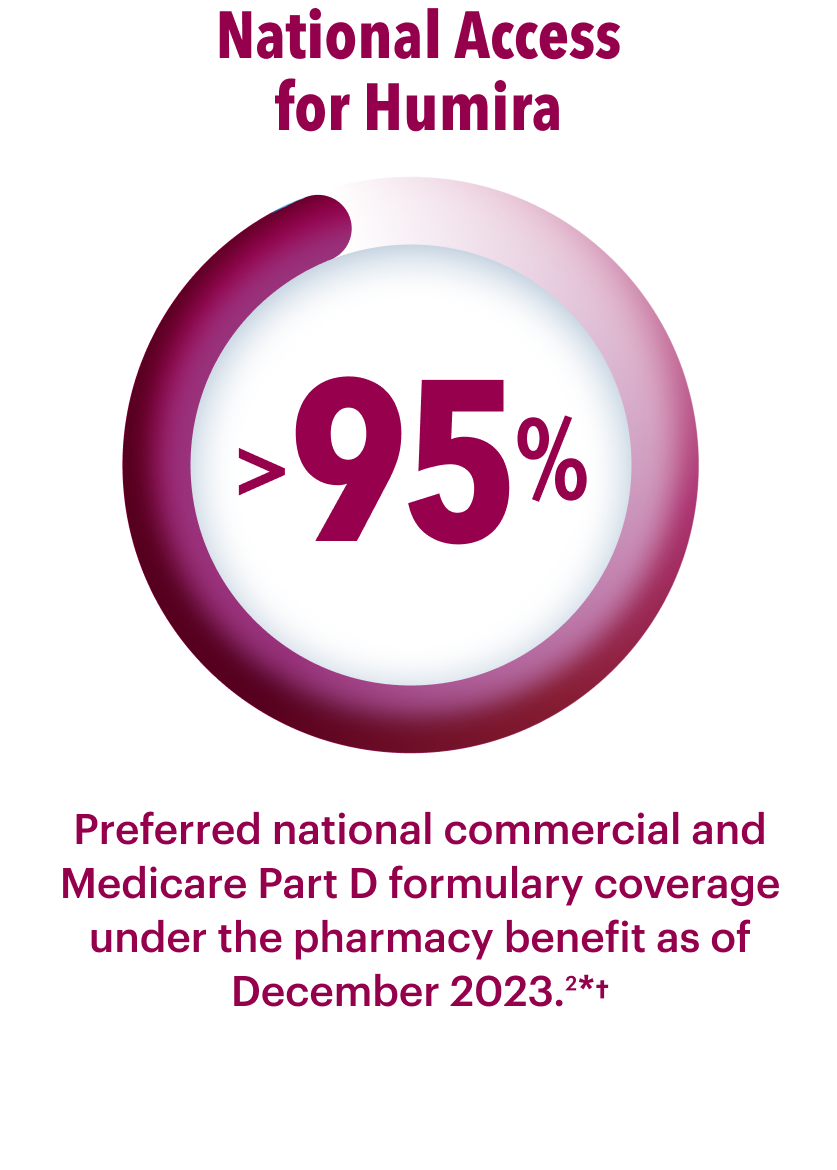 National Access
for Humira
>95%
Preferred national commercial and
Medicare Part D formulary coverage
under the pharmacy benefit as of
December 2023.²*†